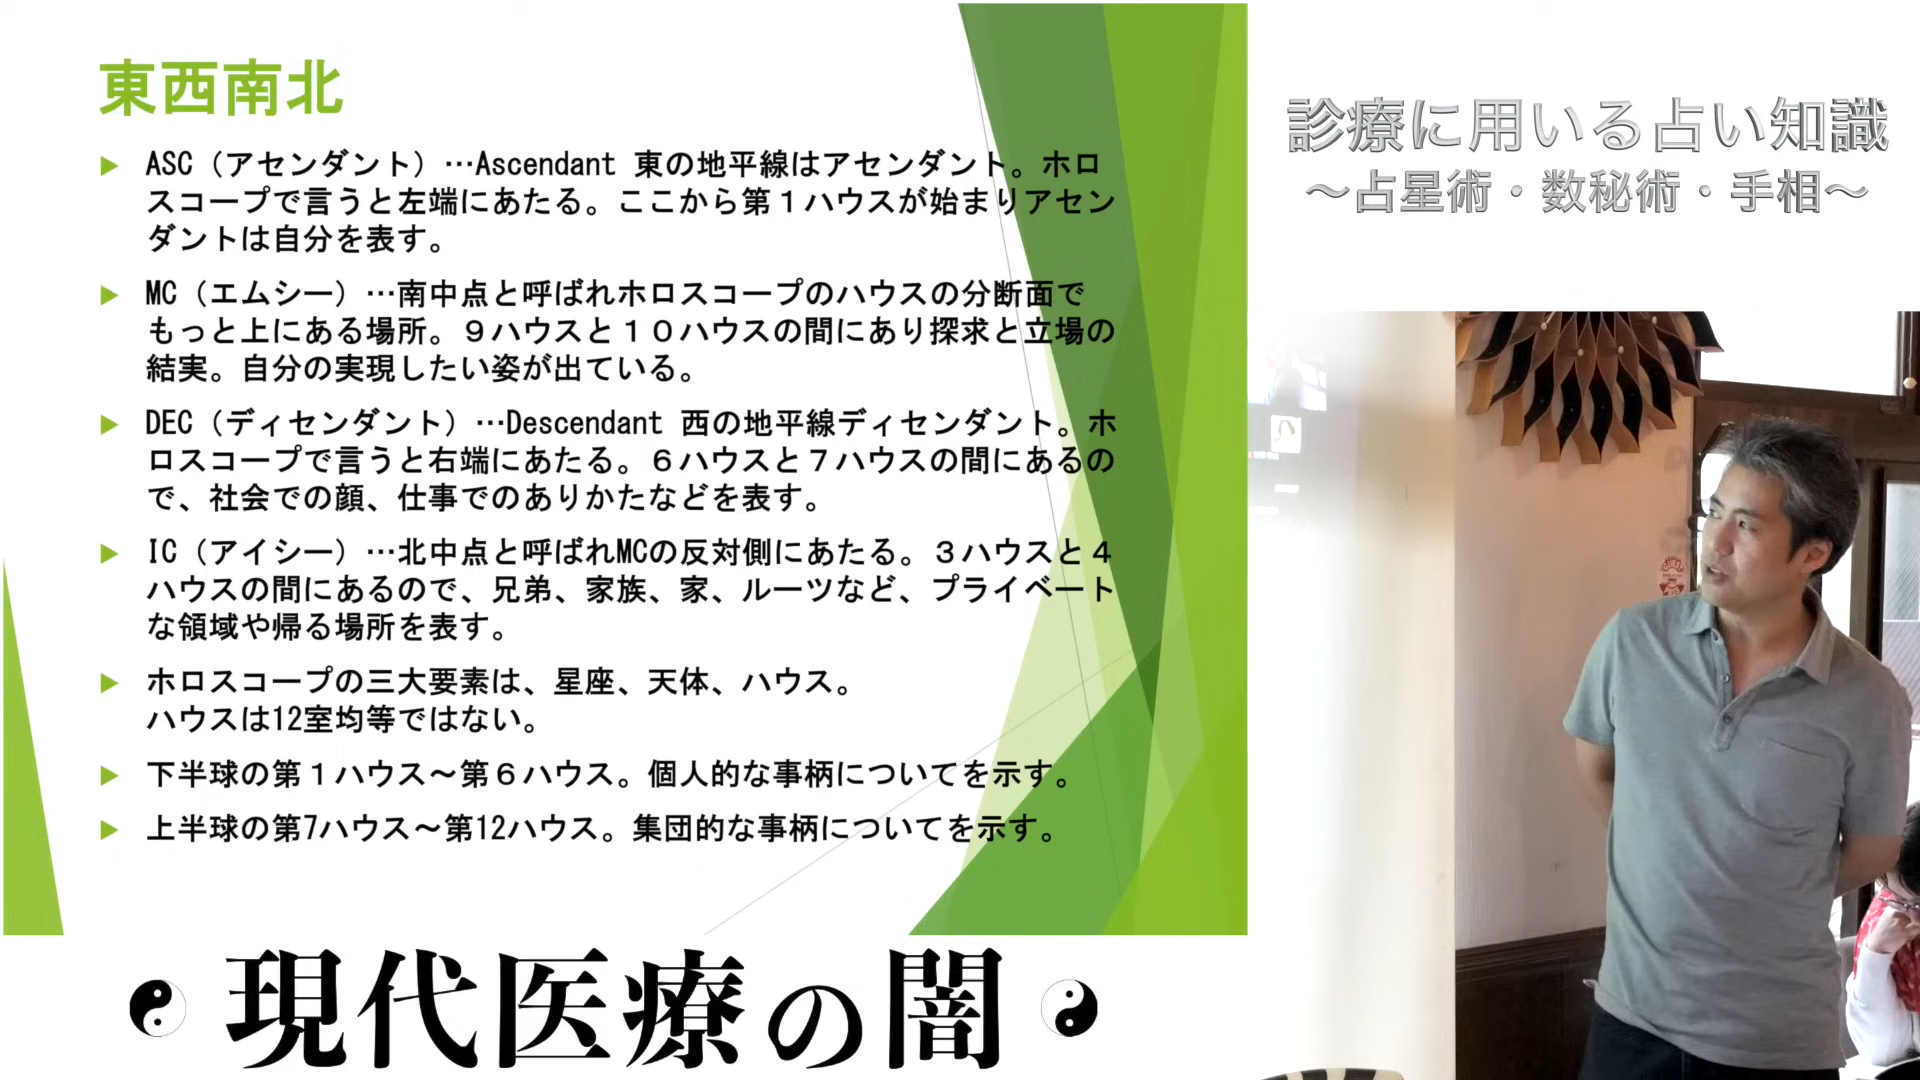 東西南北
ASC（アセンダント）…Ascendant 東の地平線はアセンダント。ホロ
スコープで言うと左端にあたる。ここから第１ハウスが始まりアセン
ダントは自分を表す。
MC（エムシー）…南中点と呼ばれホロスコープのハウスの分断面で
もっと上にある場所。９ハウスと１０ハウスの間にあり探求と立場の
結実。自分の実現したい姿が出ている。
DEC（ディセンダント）…Descendant 西の地平線ディセンダント。ホ
ロスコープで言うと右端にあたる。６ハウスと７ハウスの間にあるの
で、社会での顔、仕事でのありかたなどを表す。
IC（アイシー）…北中点と呼ばれMCの反対側にあたる。３ハウスと４
ハウスの間にあるので、兄弟、家族、家、ルーツなど、プライベート
な領域や帰る場所を表す。
ホロスコープの三大要素は、星座、天体、ハウス。
ハウスは12室均等ではない。
下半球の第１ハウス～第６ハウス。個人的な事柄についてを示す。
上半球の第7ハウス～第12ハウス。集団的な事柄についてを示す。
診療に用いる占い知識
～占星術・数秘術・手相～
現代医療の闇